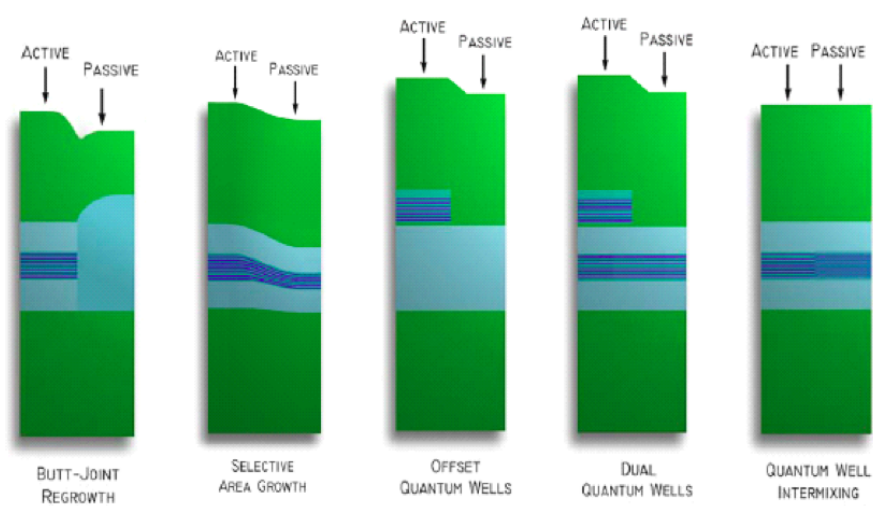 ACTIVE
PASSIVE
ACTIVE
PASSIVE
ACTIVE
PASSIVE
ACTIVE
PASSIVE
ACTIVE PASSIVE
BUTT-JOINT
REGROWTH
SELECTIVE
AREA GROWTH
OFFSET
QUANTUM WELLS
DUAL
QUANTUM WELLS
QUANTUM WELL
INTERMIXING